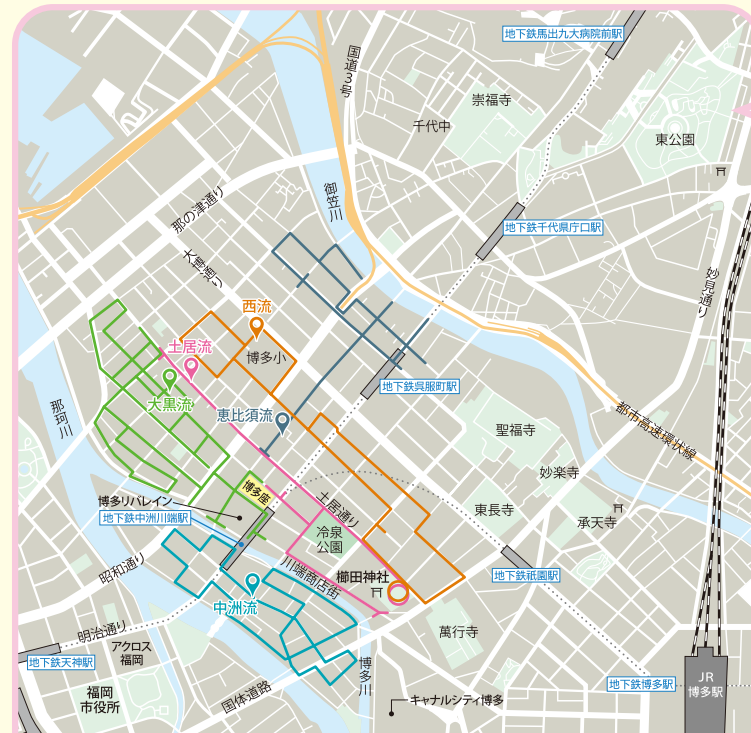 地下鉄馬出九大病院前駅
国道3号
崇福寺
千代中
東公園
御笠川
那の津通り
大博通り
地下鉄千代県庁口駅
妙見通り
西流
土居流
博多小
大黒流
恵比須流
地下鉄呉服町駅
那珂川
都市高速環状線
聖福寺
妙楽寺
博多座
博多リバレイン
地下鉄中洲川端駅
土居通り
東長寺
承天寺
冷泉
公園
昭和通り
川端商店街
櫛田神社
地下鉄祇園駅
中洲流
明治通り
アクロス
福岡
萬行寺
地下鉄天神駅
博多川
地下鉄博多駅
JR
博多駅
福岡
市役所
国体道路
キャナルシティ博多